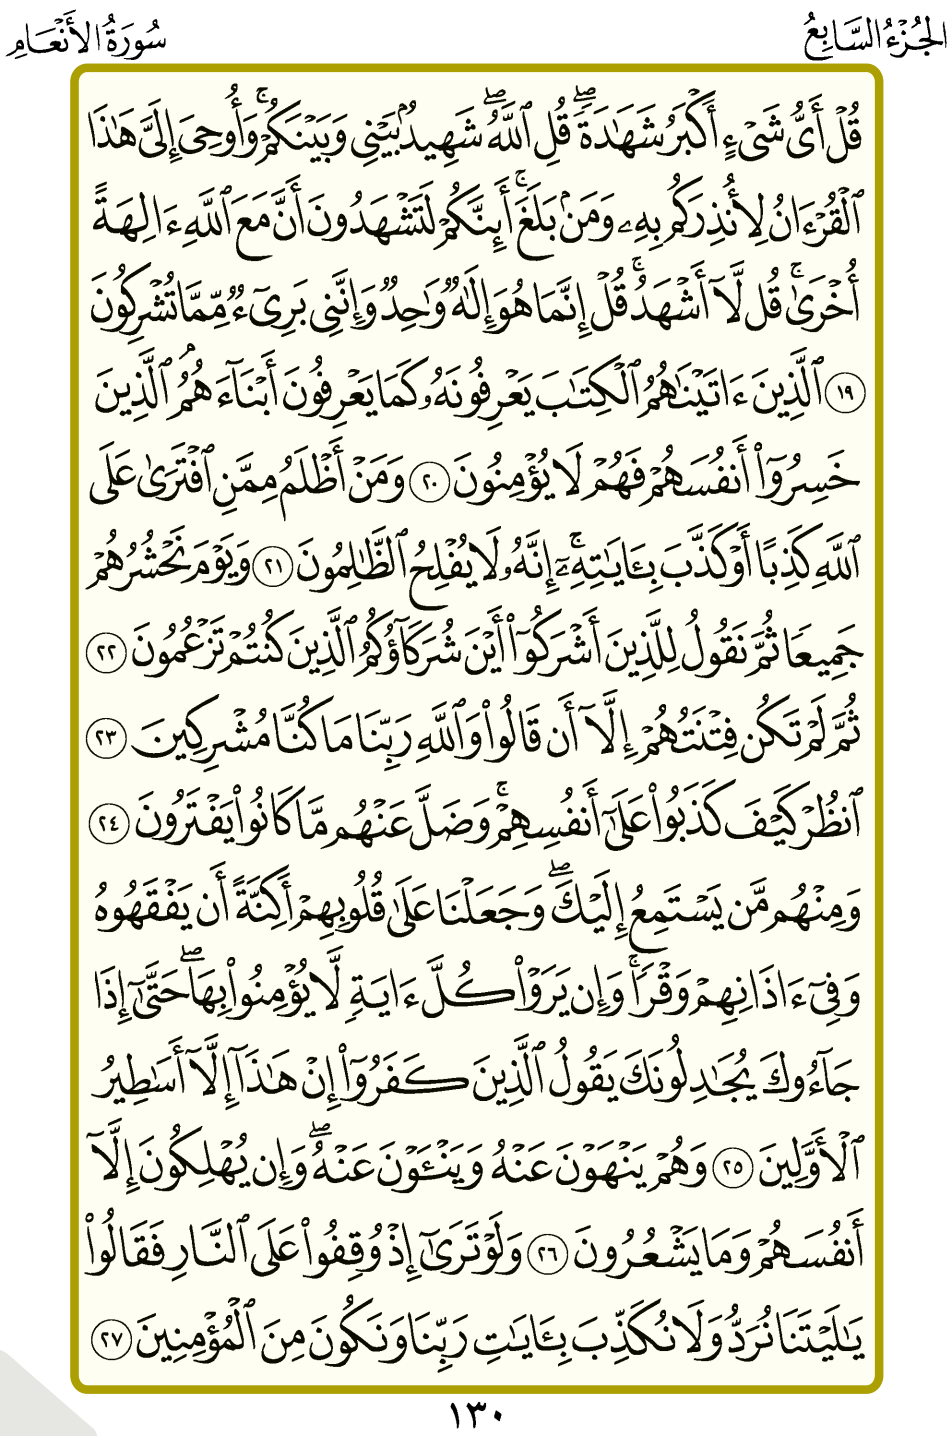 الجُزْءُ السَّابِعُ
سُورَةُ الأَنْعَامِ
قُلْ أَىُّ شَىْءٍ أَكْبَرُ شَهَٰدَةً ۖ قُلِ ٱللَّهُ ۖ شَهِيدٌۢ بَيْنِى وَبَيْنَكُمْ ۚ وَأُوحِىَ إِلَىَّ هَٰذَا
ٱلْقُرْءَانُ لِأُنذِرَكُم بِهِۦ وَمَنۢ بَلَغَ ۚ أَئِنَّكُمْ لَتَشْهَدُونَ أَنَّ مَعَ ٱللَّهِ ءَالِهَةً
أُخْرَىٰ ۚ قُل لَّآ أَشْهَدُ ۚ قُلْ إِنَّمَا هُوَ إِلَٰهٌ وَٰحِدٌ وَإِنَّنِى بَرِىٓءٌ مِّمَّا تُشْرِكُونَ
١٩ ٱلَّذِينَ ءَاتَيْنَٰهُمُ ٱلْكِتَٰبَ يَعْرِفُونَهُۥ كَمَا يَعْرِفُونَ أَبْنَآءَهُمُ ۘ ٱلَّذِينَ
خَسِرُوٓا۟ أَنفُسَهُمْ فَهُمْ لَا يُؤْمِنُونَ ٢٠ وَمَنْ أَظْلَمُ مِمَّنِ ٱفْتَرَىٰ عَلَى
ٱللَّهِ كَذِبًا أَوْ كَذَّبَ بِـَٔايَٰتِهِۦٓ ۗ إِنَّهُۥ لَا يُفْلِحُ ٱلظَّٰلِمُونَ ٢١ وَيَوْمَ نَحْشُرُهُمْ
جَمِيعًا ثُمَّ نَقُولُ لِلَّذِينَ أَشْرَكُوٓا۟ أَيْنَ شُرَكَآؤُكُمُ ٱلَّذِينَ كُنتُمْ تَزْعُمُونَ ٢٢
ثُمَّ لَمْ تَكُن فِتْنَتُهُمْ إِلَّآ أَن قَالُوا۟ وَٱللَّهِ رَبِّنَا مَا كُنَّا مُشْرِكِينَ ٢٣
ٱنظُرْ كَيْفَ كَذَبُوا۟ عَلَىٰٓ أَنفُسِهِمْ ۚ وَضَلَّ عَنْهُم مَّا كَانُوا۟ يَفْتَرُونَ ٢٤
وَمِنْهُم مَّن يَسْتَمِعُ إِلَيْكَ ۖ وَجَعَلْنَا عَلَىٰ قُلُوبِهِمْ أَكِنَّةً أَن يَفْقَهُوهُ
وَفِىٓ ءَاذَانِهِمْ وَقْرًا ۚ وَإِن يَرَوْا۟ كُلَّ ءَايَةٍ لَّا يُؤْمِنُوا۟ بِهَا ۖ حَتَّىٰٓ إِذَا
جَآءُوكَ يُجَٰدِلُونَكَ يَقُولُ ٱلَّذِينَ كَفَرُوٓا۟ إِنْ هَٰذَآ إِلَّآ أَسَٰطِيرُ
ٱلْأَوَّلِينَ ٢٥ وَهُمْ يَنْهَوْنَ عَنْهُ وَيَنْـَٔوْنَ عَنْهُ ۖ وَإِن يُهْلِكُونَ إِلَّآ
أَنفُسَهُمْ وَمَا يَشْعُرُونَ ٢٦ وَلَوْ تَرَىٰٓ إِذْ وُقِفُوا۟ عَلَى ٱلنَّارِ فَقَالُوا۟
يَٰلَيْتَنَا نُرَدُّ وَلَا نُكَذِّبَ بِـَٔايَٰتِ رَبِّنَا وَنَكُونَ مِنَ ٱلْمُؤْمِنِينَ ٢٧
١٣٠